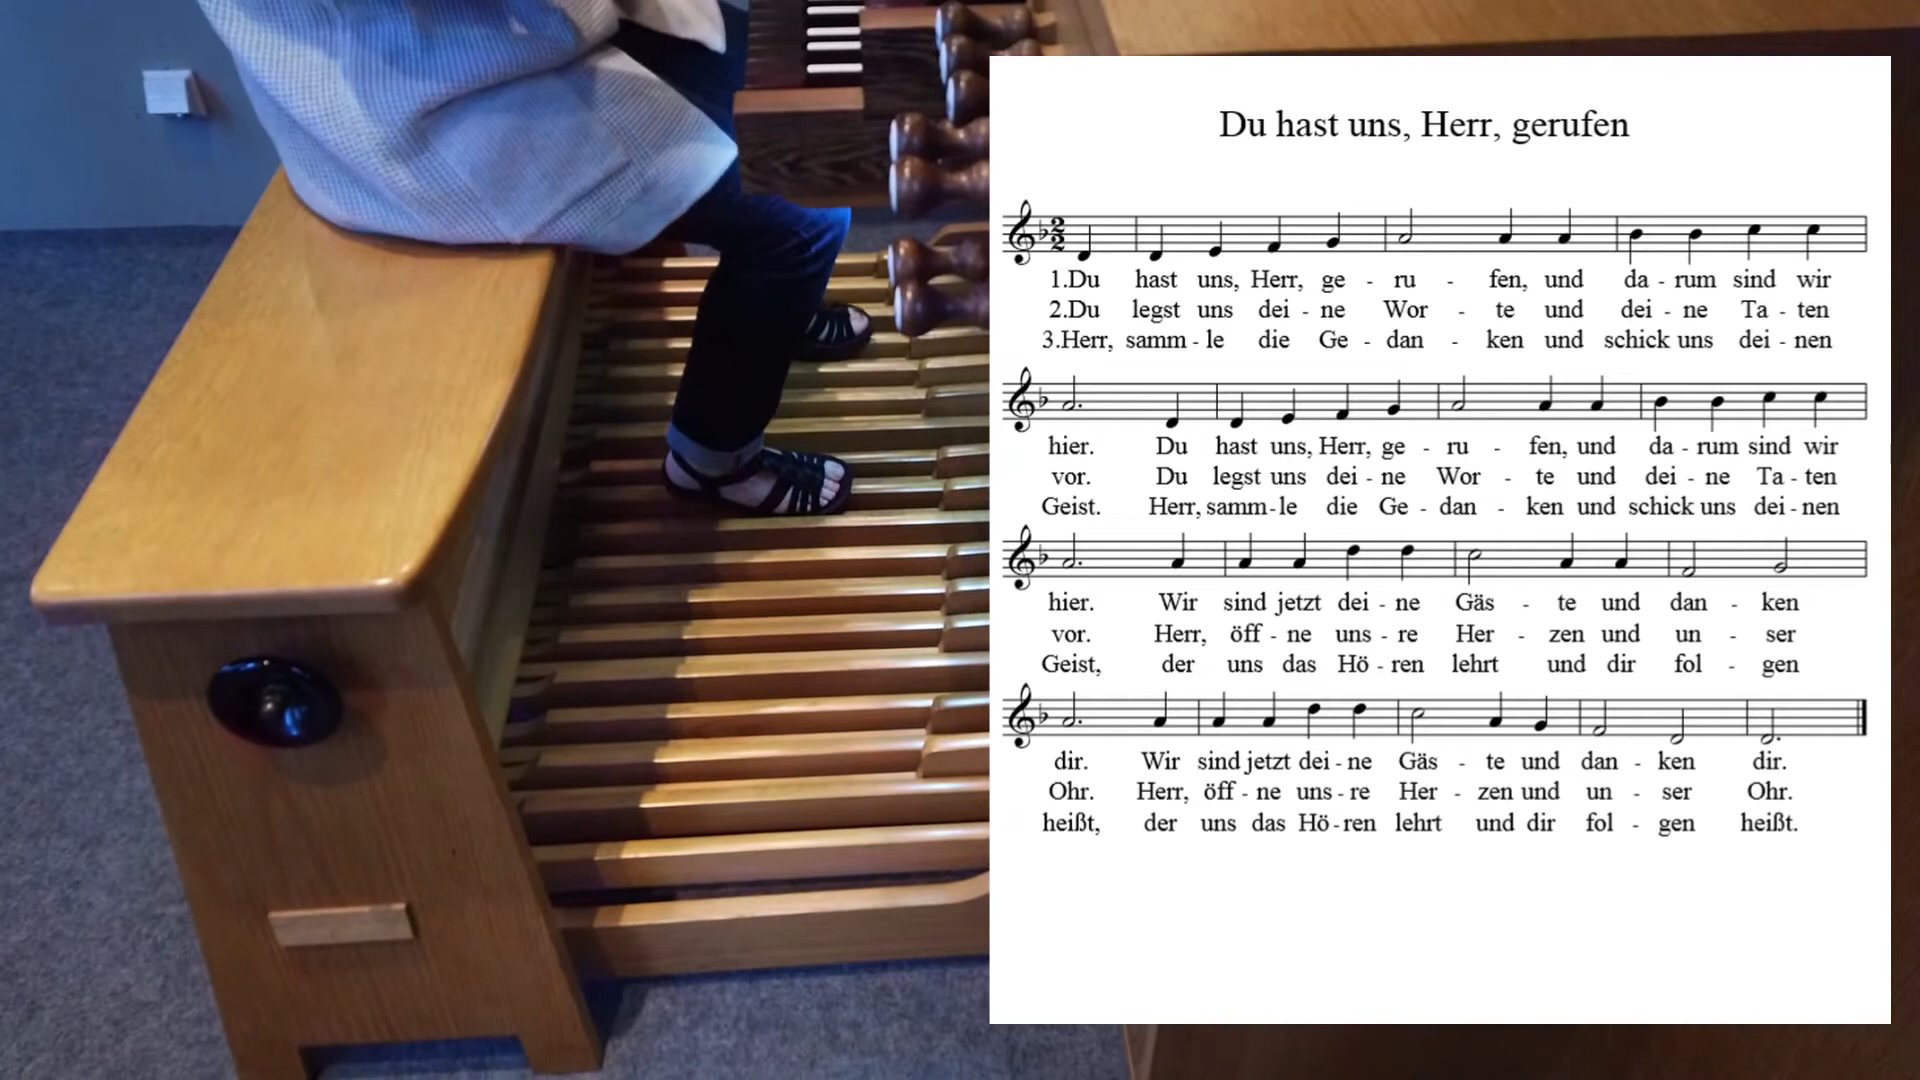 Du hast uns, Herr, gerufen
1.Du hast uns, Herr, ge - ru - fen, und da - rum sind wir
2.Du legst uns dei - ne Wor - te und dei - ne Ta - ten
3.Herr, samm - le die Ge - dan - ken und schick uns dei - nen
hier. Du hast uns, Herr, ge - ru - fen, und da - rum sind wir
vor. Du legst uns dei - ne Wor - te und dei - ne Ta - ten
Geist. Herr, samm - le die Ge - dan - ken und schick uns dei - nen
hier. Wir sind jetzt dei - ne Gäs - te und dan - ken
vor. Herr, öff - ne uns - re Her - zen und un - ser
Geist, der uns das Hö - ren lehrt und dir fol - gen
dir. Wir sind jetzt dei - ne Gäs - te und dan - ken dir.
Ohr. Herr, öff - ne uns - re Her - zen und un - ser Ohr.
heißt, der uns das Hö - ren lehrt und dir fol - gen heißt.